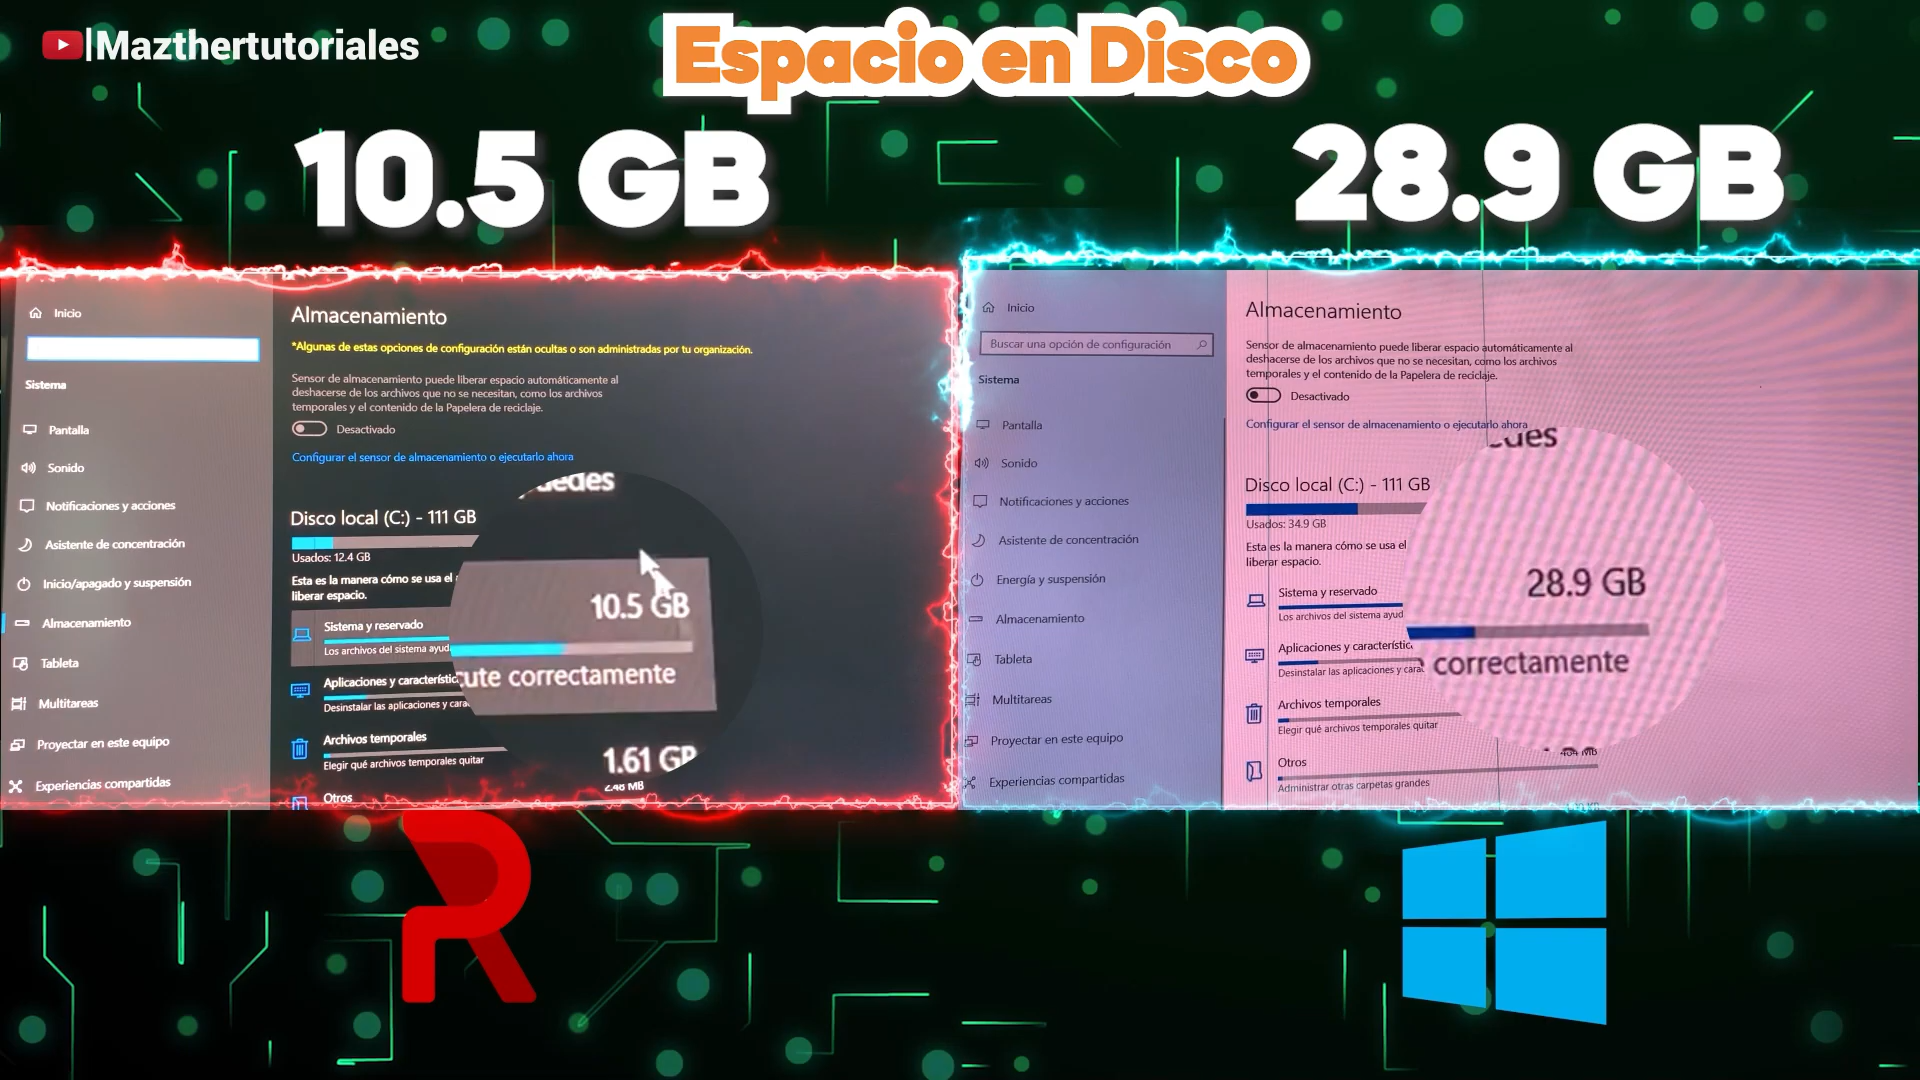 |Mazthertutoriales
Espacio en Disco
10.5 GB
28.9 GB
Inicio
Sistema
Pantalla
Sonido
Notificaciones y acciones
Asistente de concentración
Inicio/apagado y suspensión
Almacenamiento
Tableta
Multitareas
Proyectar en este equipo
Experiencias compartidas
Almacenamiento
*Algunas de estas opciones de configuración están ocultas o son administradas por tu organización.
Sensor de almacenamiento puede liberar espacio automáticamente al
deshacerse de los archivos que no se necesitan, como los archivos
temporales y el contenido de la Papelera de reciclaje.
Desactivado
Configurar el sensor de almacenamiento o ejecutarlo ahora
Disco local (C:) - 111 GB
Usados: 12.4 GB
Esta es la manera cómo se usa el
liberar espacio.
Sistema y reservado
Los archivos del sistema ayud
Aplicaciones y característic
Desinstalar las aplicaciones y cara
Archivos temporales
Elegir qué archivos temporales quitar
Otros
uedes
10.5 GB
cute correctamente
1.61 GB
2.46 MB
Inicio
Buscar una opción de configuración
Sistema
Pantalla
Sonido
Notificaciones y acciones
Asistente de concentración
Energía y suspensión
Almacenamiento
Tableta
Multitareas
Proyectar en este equipo
Experiencias compartidas
Almacenamiento
Sensor de almacenamiento puede liberar espacio automáticamente al
deshacerse de los archivos que no se necesitan, como los archivos
temporales y el contenido de la Papelera de reciclaje.
Desactivado
Configurar el sensor de almacenamiento o ejecutarlo ahora
Disco local (C:) - 111 GB
Usados: 34.9 GB
Esta es la manera cómo se usa el
liberar espacio.
Sistema y reservado
Los archivos del sistema ayud
Aplicaciones y característic
Desinstalar las aplicaciones y carac
Archivos temporales
Elegir qué archivos temporales quitar
Otros
Administrar otras carpetas grandes
uedes
28.9 GB
correctamente